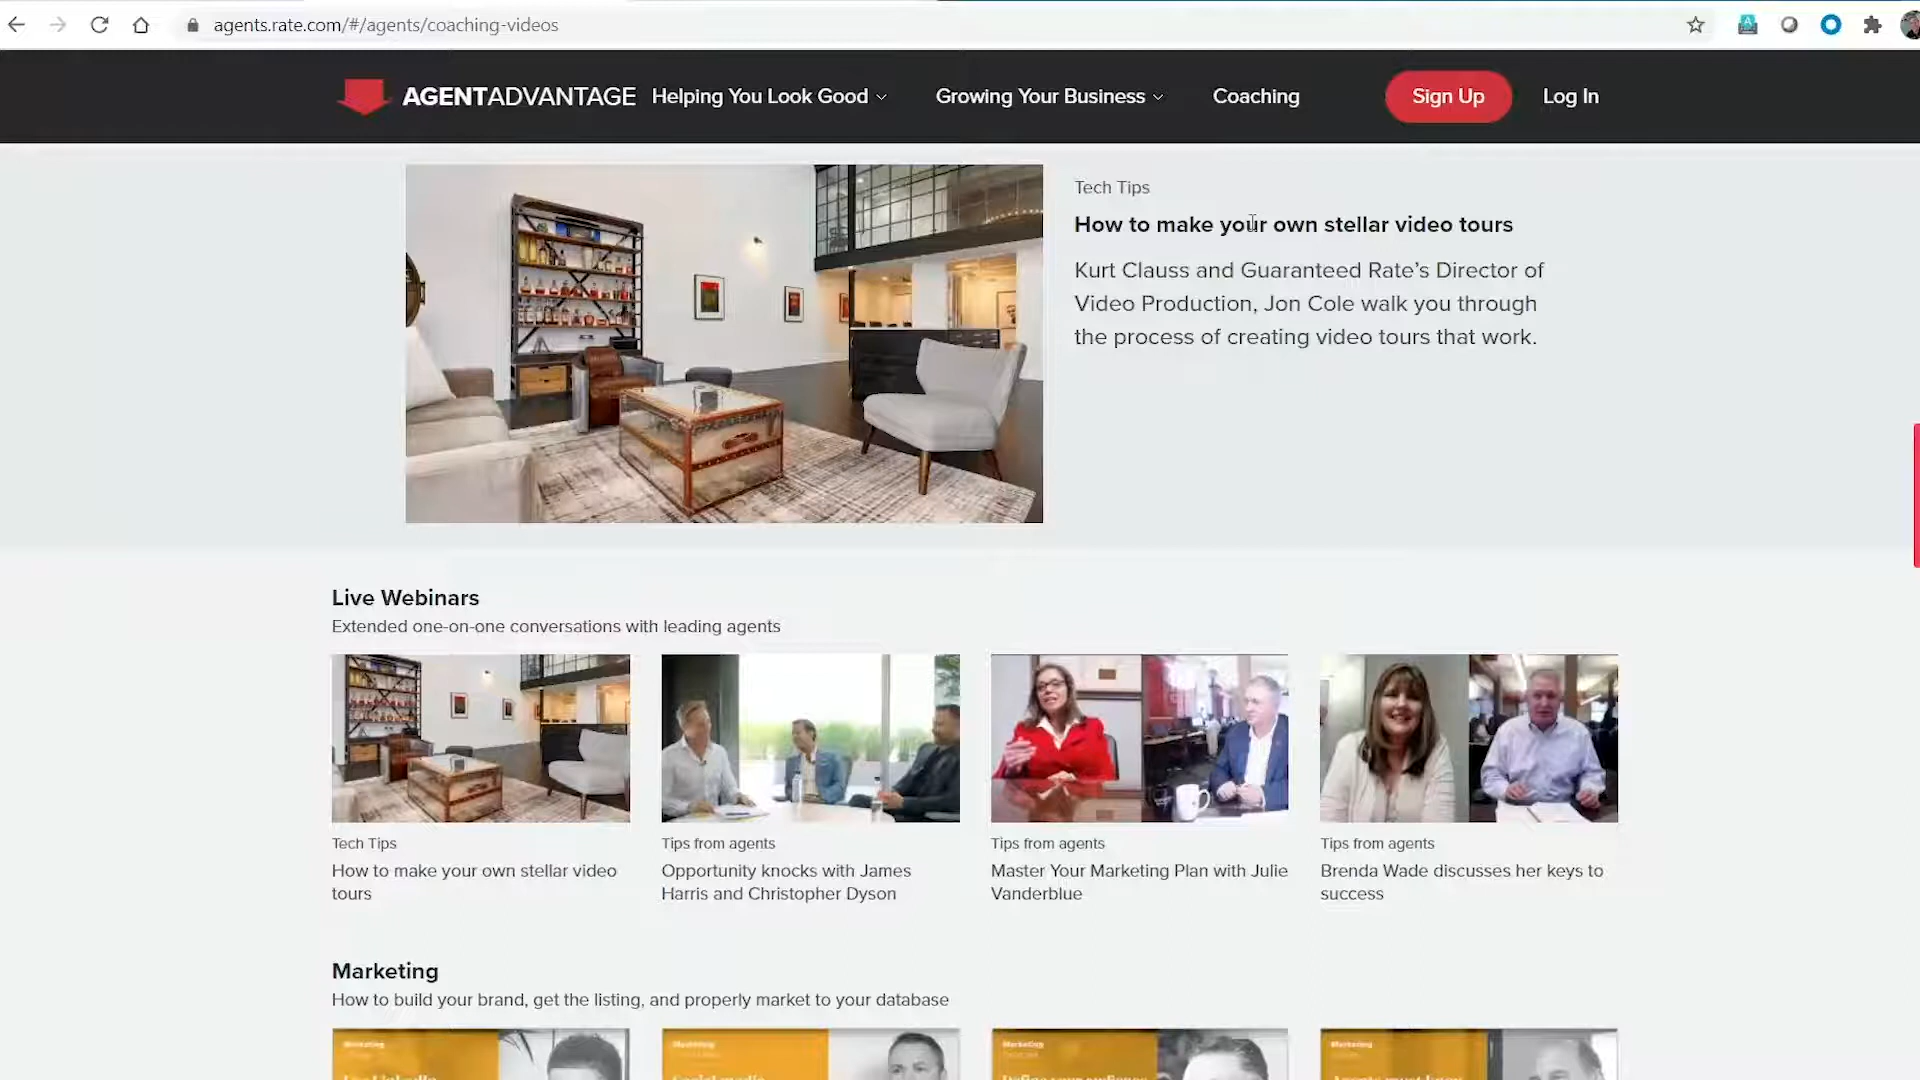 agents.rate.com/#/agents/coaching-videos
AGENTADVANTAGE Helping You Look Good Growing Your Business Coaching Sign Up Log In
Tech Tips
How to make your own stellar video tours
Kurt Clauss and Guaranteed Rate's Director of
Video Production, Jon Cole walk you through
the process of creating video tours that work.
Live Webinars
Extended one-on-one conversations with leading agents
Tech Tips
How to make your own stellar video
tours
Tips from agents
Opportunity knocks with James
Harris and Christopher Dyson
Tips from agents
Master Your Marketing Plan with Julie
Vanderblue
Tips from agents
Brenda Wade discusses her keys to
success
Marketing
How to build your brand, get the listing, and properly market to your database
Marketing
Marketing
Marketing
Marketing